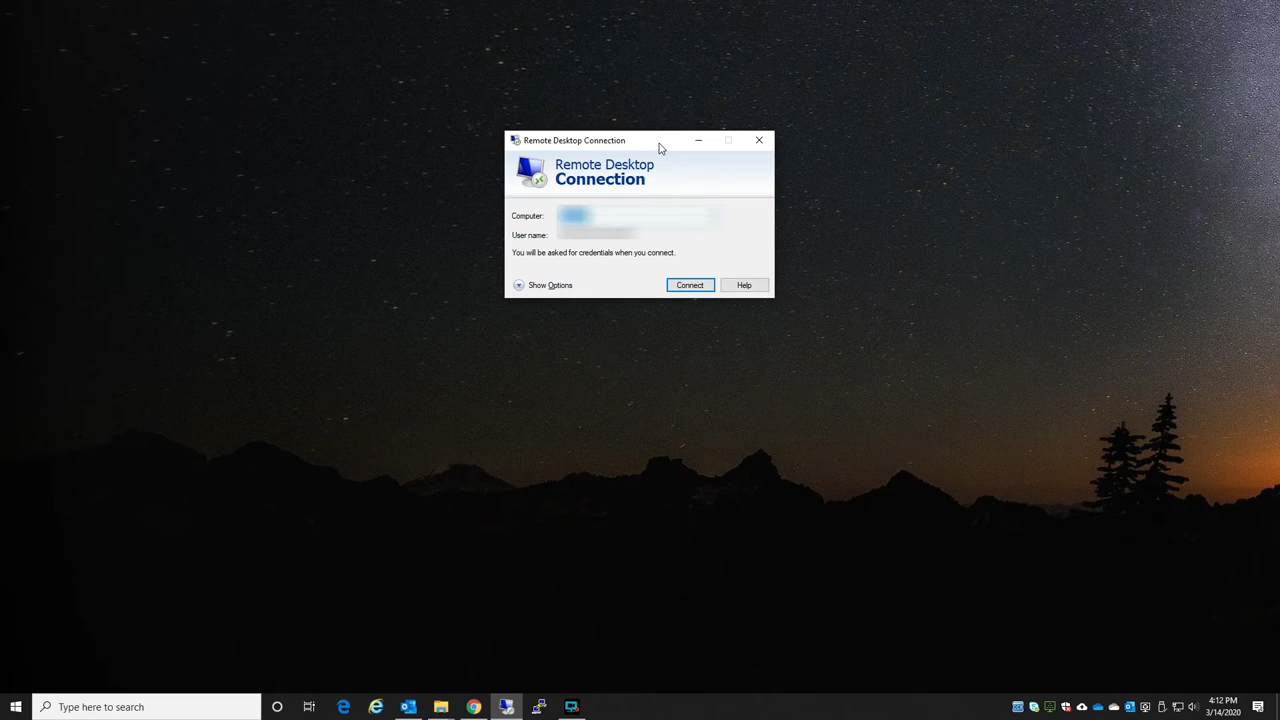 Remote Desktop Connection
Remote Desktop
Connection
Computer:
User name:
You will be asked for credentials when you connect.
Show Options
Connect
Help
Type here to search
4:12 PM
3/14/2020